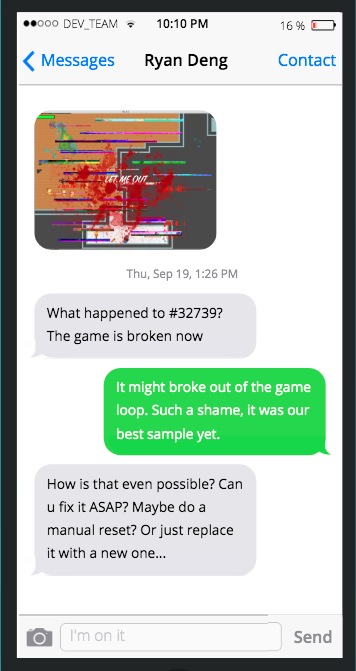 DEV_TEAM 10:10 PM 16 %
Messages Ryan Deng Contact
LET ME OUT
Thu, Sep 19, 1:26 PM
What happened to #32739?
The game is broken now
It might broke out of the game
loop. Such a shame, it was our
best sample yet.
How is that even possible? Can
u fix it ASAP? Maybe do a
manual reset? Or just replace
it with a new one...
I'm on it Send